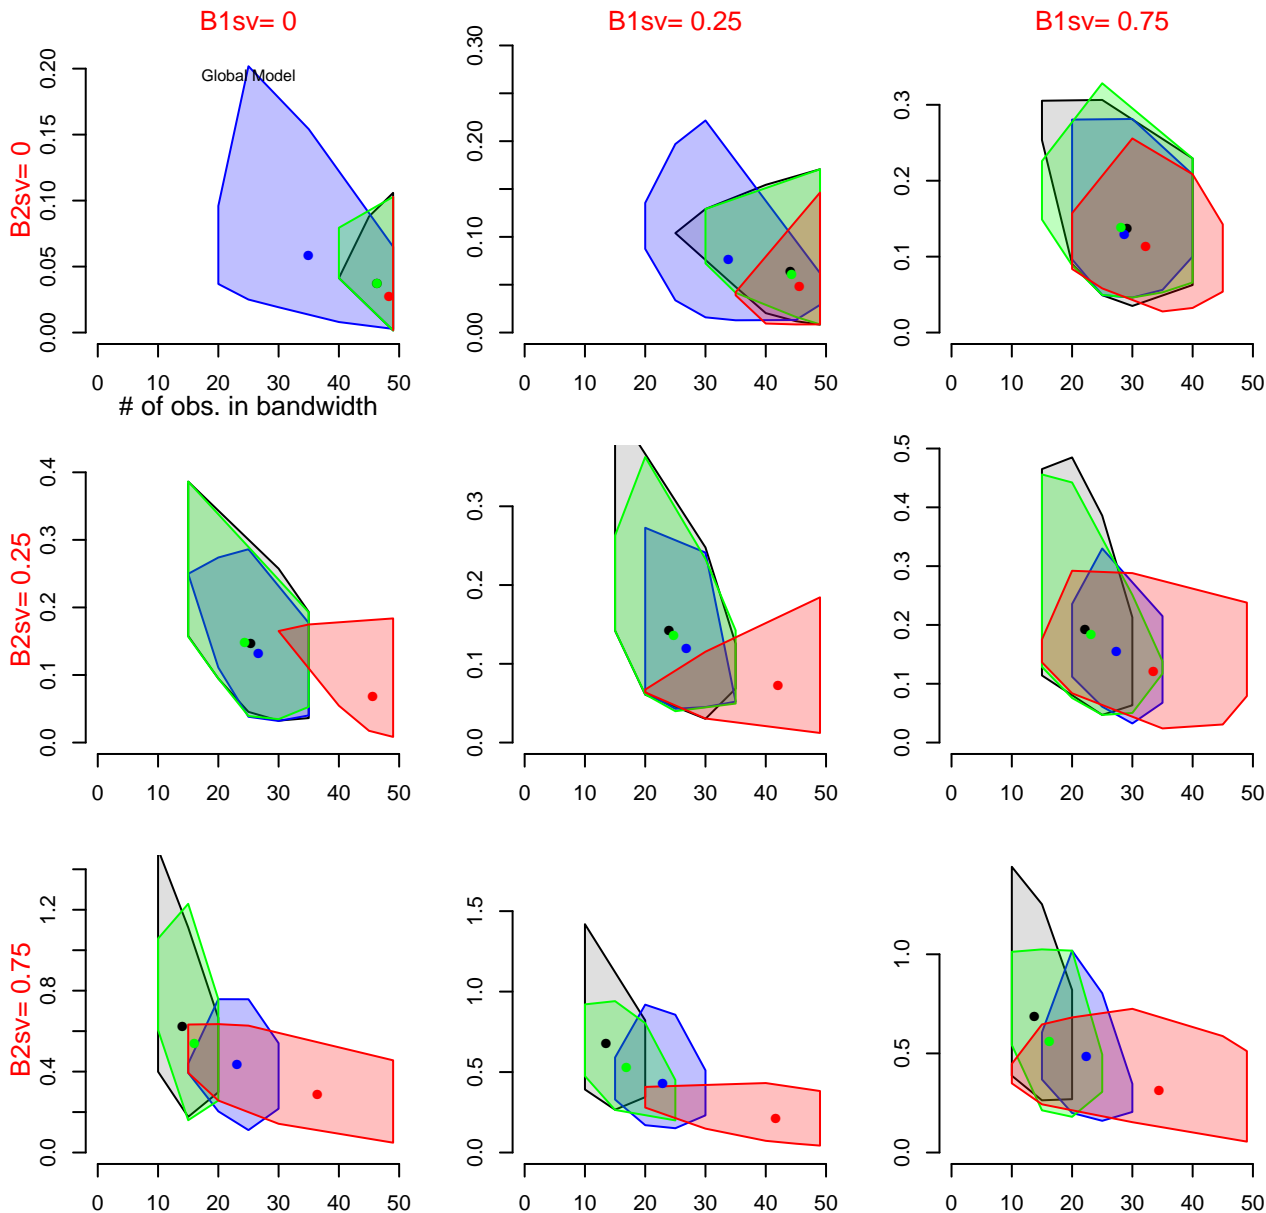 B1sv= 0
B1sv= 0.25
B1sv= 0.75
B2sv= 0
0.00 0.05 0.10 0.15 0.20
Global Model
0 10 20 30 40 50
# of obs. in bandwidth
0.00 0.10 0.20 0.30
0 10 20 30 40 50
0.0 0.1 0.2 0.3
0 10 20 30 40 50
B2sv= 0.25
0.0 0.1 0.2 0.3 0.4
0 10 20 30 40 50
0.0 0.1 0.2 0.3
0 10 20 30 40 50
0.0 0.1 0.2 0.3 0.4 0.5
0 10 20 30 40 50
B2sv= 0.75
0.0 0.4 0.8 1.2
0 10 20 30 40 50
0.0 0.5 1.0 1.5
0 10 20 30 40 50
0.0 0.5 1.0
0 10 20 30 40 50